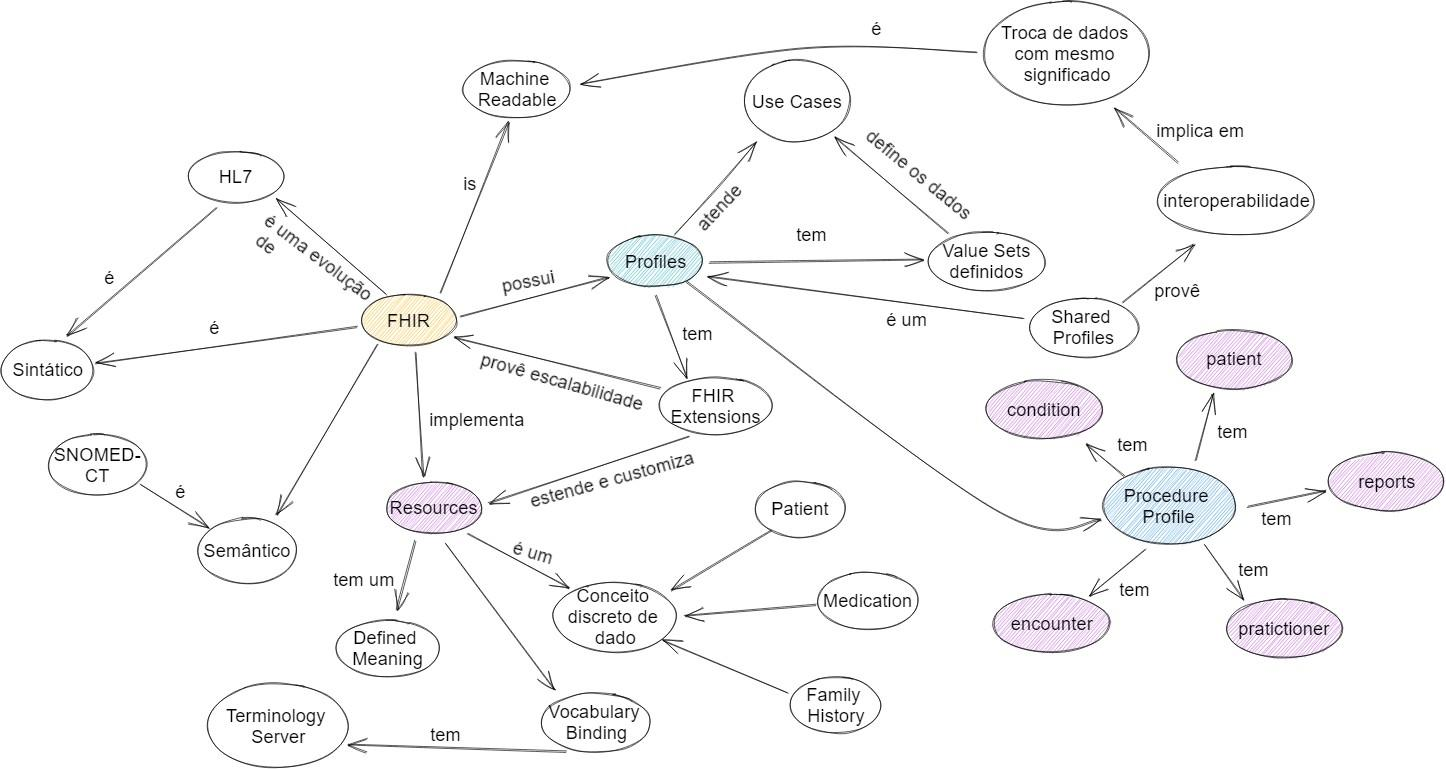 é
Troca de dados
com mesmo
significado
Machine
Readable
Use Cases
implica em
define os dados
HL7
is
atende
interoperabilidade
é uma evolução
de
tem
Profiles
Value Sets
definidos
é
possui
provê
FHIR
é
é um
Shared
Profiles
tem
Sintático
provê escalabilidade
patient
FHIR
Extensions
condition
implementa
tem
tem
SNOMED-
CT
estende e customiza
reports
é
Resources
Patient
Procedure
Profile
tem
Semântico
é um
tem um
tem
tem
Conceito
discreto de
dado
Medication
encounter
pratictioner
Defined
Meaning
Family
History
Terminology
Server
Vocabulary
Binding
tem